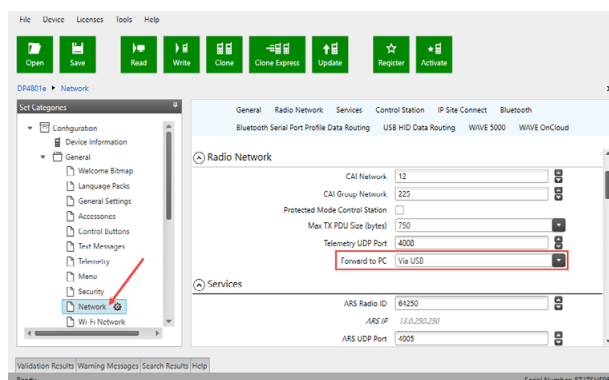 File Device Licenses Tools Help
Open Save Read Write Clone Clone Express Update Register Activate
DP4801e Network
Set Categories
General Radio Network Services Control Station IP Site Connect Bluetooth
Bluetooth Serial Port Profile Data Routing USB HID Data Routing WAVE 5000 WAVE OnCloud
Configuration
Device Information
General
Welcome Bitmap
Language Packs
General Settings
Accessories
Control Buttons
Text Messages
Telemetry
Menu
Security
Network
Wi-Fi Network
Radio Network
CAI Network 12
CAI Group Network 225
Protected Mode Control Station
Max TX PDU Size (bytes) 750
Telemetry UDP Port 4008
Forward to PC Via USB
Services
ARS Radio ID 64250
ARS IP 13.0.250.250
ARS UDP Port 4005
Validation Results Warning Messages Search Results Help
Ready